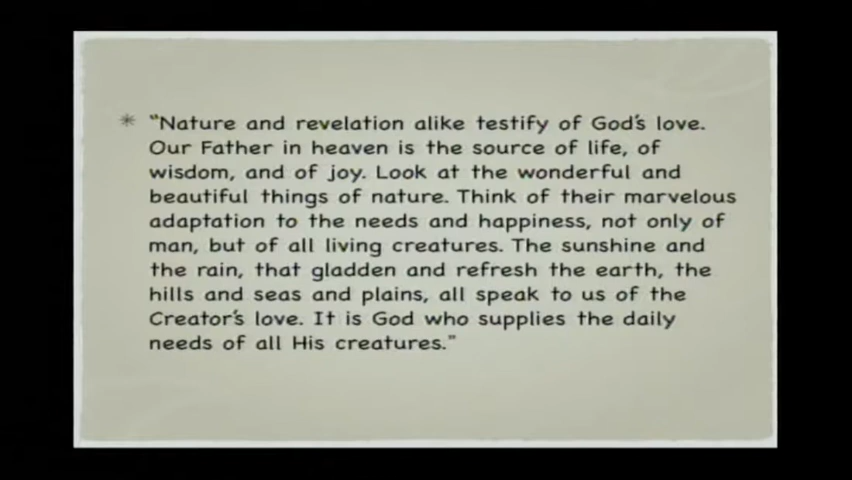 * "Nature and revelation alike testify of God's love.
Our Father in heaven is the source of life, of
wisdom, and of joy. Look at the wonderful and
beautiful things of nature. Think of their marvelous
adaptation to the needs and happiness, not only of
man, but of all living creatures. The sunshine and
the rain, that gladden and refresh the earth, the
hills and seas and plains, all speak to us of the
Creator's love. It is God who supplies the daily
needs of all His creatures."